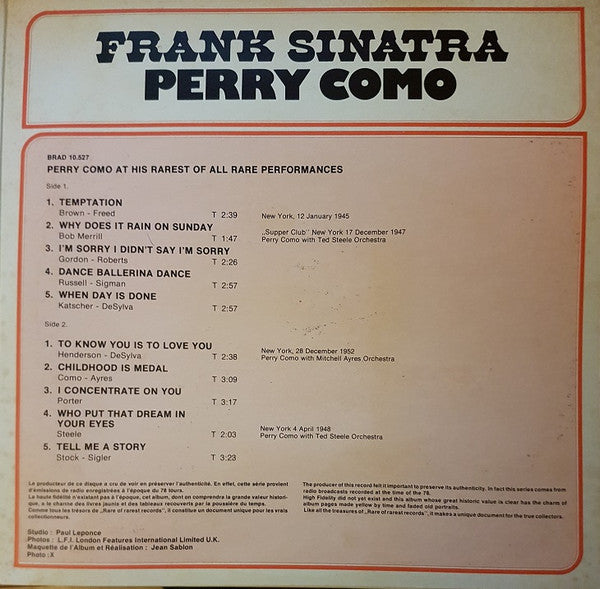 FRANK SINATRA
PERRY COMO
BRAD 10.527
PERRY COMO AT HIS RAREST OF ALL RARE PERFORMANCES
Side 1.
1. TEMPTATION
Brown - Freed T 2:39 New York, 12 January 1945
2. WHY DOES IT RAIN ON SUNDAY „Supper Club" New York 17 December 1947
Bob Merrill T 1:47 Perry Como with Ted Steele Orchestra
3. I'M SORRY I DIDN'T SAY I'M SORRY
Gordon - Roberts T 2:26
4. DANCE BALLERINA DANCE
Russell - Sigman T 2:57
5. WHEN DAY IS DONE
Katscher - DeSylva T 2:57
Side 2.
1. TO KNOW YOU IS TO LOVE YOU New York, 28 December 1952
Henderson - DeSylva T 2:38 Perry Como with Mitchell Ayres Orchestra
2. CHILDHOOD IS MEDAL
Como - Ayres T 3:09
3. I CONCENTRATE ON YOU
Porter T 3:17
4. WHO PUT THAT DREAM IN
YOUR EYES New York 4 April 1948
Steele T 2:03 Perry Como with Ted Steele Orchestra
5. TELL ME A STORY
Stock - Sigler T 3:23
Le producteur de ce disque a cru de voir en préserver l'authenticité. En effet, cette série provient
d'émissions de radio enregistrées à l'époque du 78 tours.
La haute fidélité n'existant pas à l'époque, cet album, dont on comprendra la grande valeur histori-
que, a le charme des livres jaunis et des tableaux recouverts par la poussière du temps.
Comme tous les trésors de „Rare of rarest records", il constitue un document unique pour les vrais
collectionneurs.
The producer of this record felt it important to preserve its authenticity. In fact this series comes from
radio broadcasts recorded at the time of the 78.
High Fidelity did not yet exist and this album whose great historic value is clear has the charm of
album pages made yellow by time and faded old portraits.
Like all the treasures of „Rare of rarest records", it makes a unique document for the true collectors.
Studio : Paul Leponce
Photos : L.F.I. London Features International Limited U.K.
Maquette de l'Album et Réalisation : Jean Sablon
Photo : X